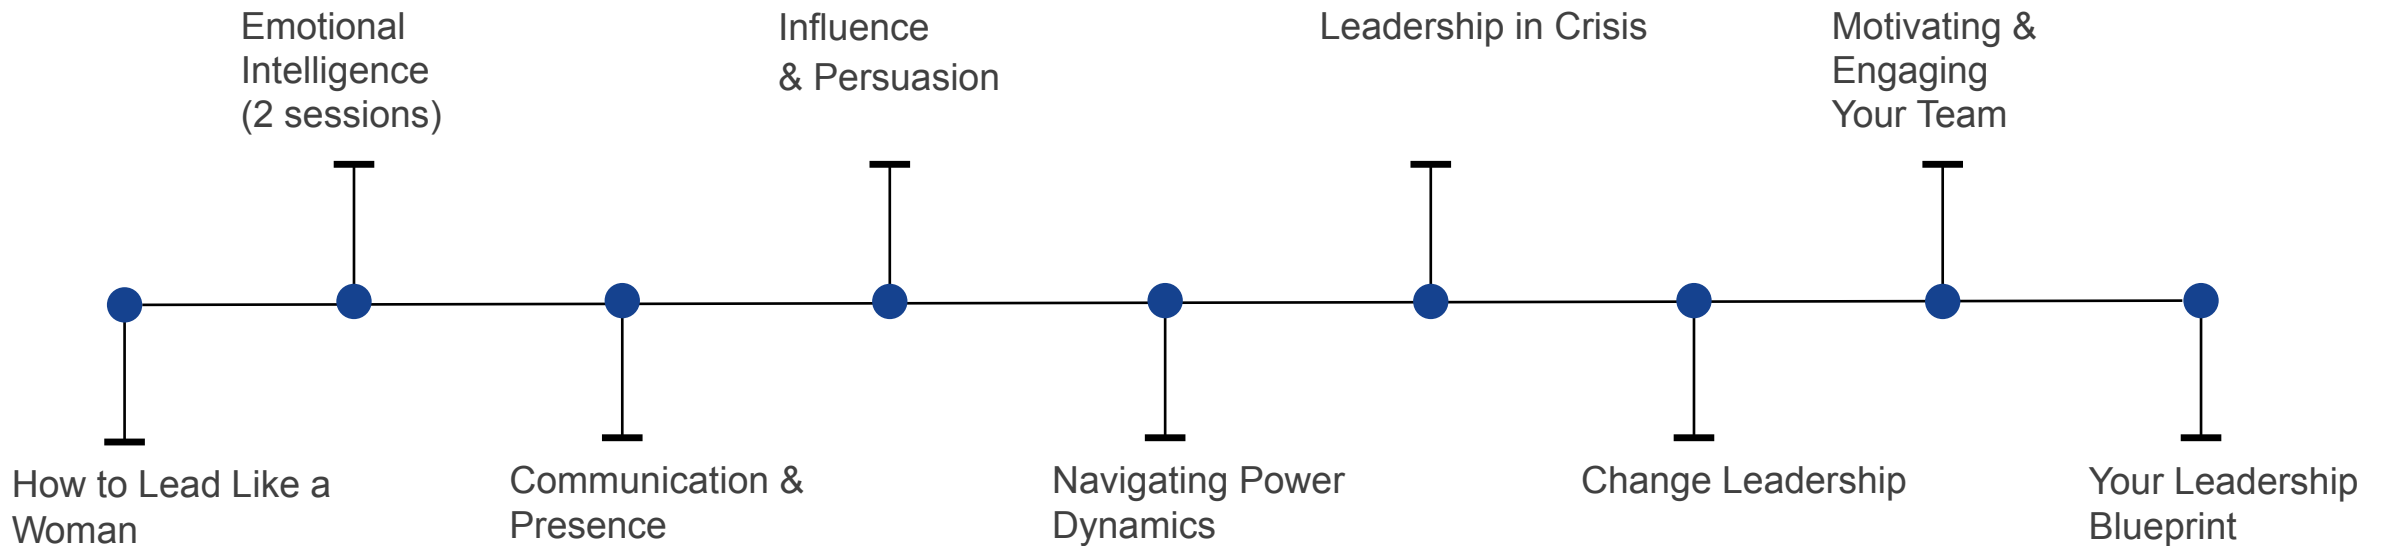 Emotional
Intelligence
(2 sessions)
Influence
& Persuasion
Leadership in Crisis
Motivating &
Engaging
Your Team
How to Lead Like a
Woman
Communication &
Presence
Navigating Power
Dynamics
Change Leadership
Your Leadership
Blueprint